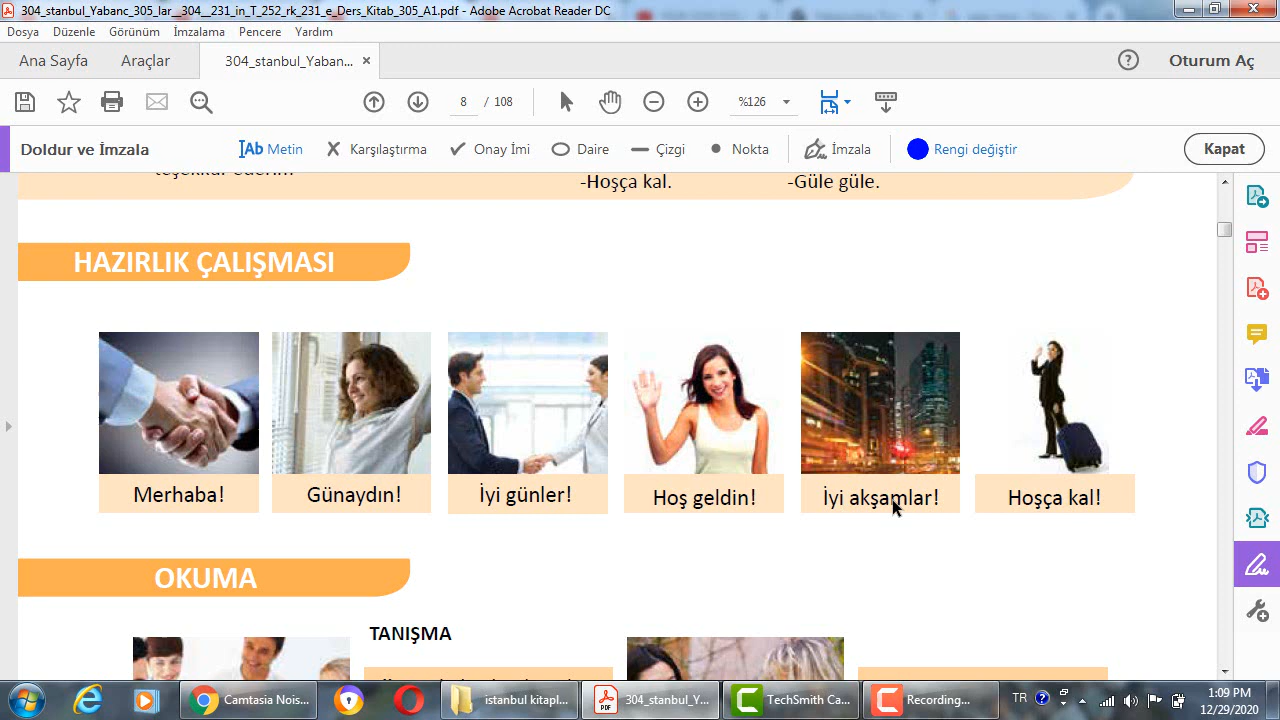 304_stanbul_Yabanc_305_lar__304__231_in_T_252_rk_231_e_Ders_Kitab_305_A1.pdf - Adobe Acrobat Reader DC
Dosya Düzenle Görünüm İmzalama Pencere Yardım
Ana Sayfa Araçlar 304_stanbul_Yaban... × ? Oturum Aç
8 / 108 %126
Doldur ve İmzala Ab Metin Karşılaştırma Onay İmi Daire Çizgi Nokta İmzala Rengi değiştir Kapat
teşekkür ederim
-Hoşça kal. -Güle güle.
HAZIRLIK ÇALIŞMASI
Merhaba! Günaydın! İyi günler! Hoş geldin! İyi akşamlar! Hoşça kal!
OKUMA
TANIŞMA
Camtasia Nois... istanbul kitapl... 304_stanbul_Y... TechSmith Ca... Recording... TR 1:09 PM
12/29/2020